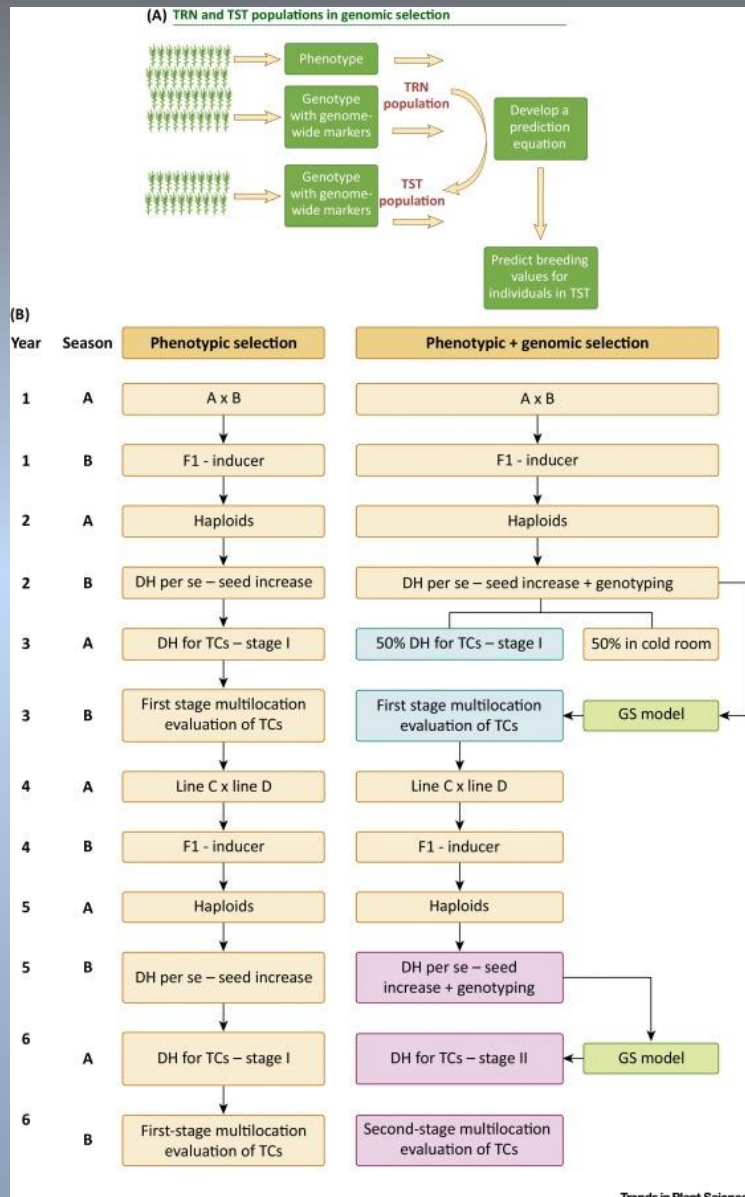 (A) TRN and TST populations in genomic selection
Phenotype
Genotype
with genome-
wide markers
TRN
population
Develop a
prediction
equation
Genotype
with genome-
wide markers
TST
population
Predict breeding
values for
individuals in TST
(B)
Year Season Phenotypic selection Phenotypic + genomic selection
1 A A x B A x B
1 B F1 - inducer F1 - inducer
2 A Haploids Haploids
2 B DH per se – seed increase DH per se – seed increase + genotyping
3 A DH for TCs – stage I 50% DH for TCs – stage I 50% in cold room
3 B First stage multilocation
evaluation of TCs
First stage multilocation
evaluation of TCs
GS model
4 A Line C x line D Line C x line D
4 B F1 - inducer F1 - inducer
5 A Haploids Haploids
5 B DH per se – seed increase DH per se – seed
increase + genotyping
6 A DH for TCs – stage I DH for TCs – stage II GS model
6 B First-stage multilocation
evaluation of TCs
Second-stage multilocation
evaluation of TCs
Trends in Plant Science